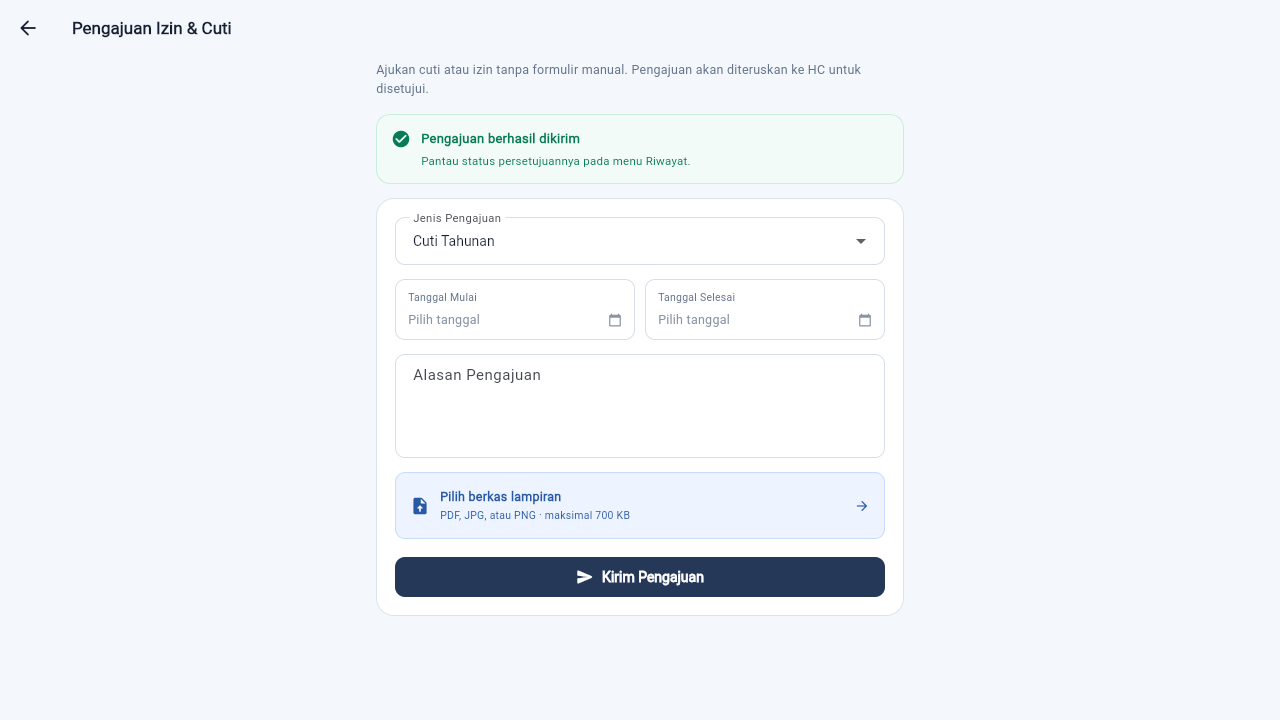 Pengajuan Izin & Cuti
Ajukan cuti atau izin tanpa formulir manual. Pengajuan akan diteruskan ke HC untuk
disetujui.
Pengajuan berhasil dikirim
Pantau status persetujuannya pada menu Riwayat.
Jenis Pengajuan
Cuti Tahunan
Tanggal Mulai
Pilih tanggal
Tanggal Selesai
Pilih tanggal
Alasan Pengajuan
Pilih berkas lampiran
PDF, JPG, atau PNG · maksimal 700 KB
Kirim Pengajuan